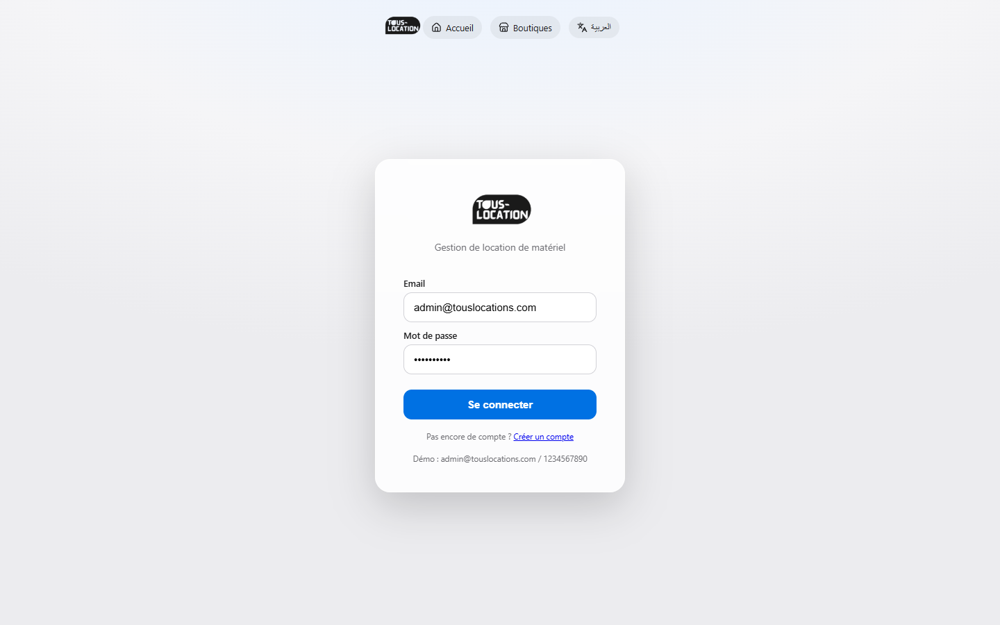 TOUS-
LOCATION
Accueil
Boutiques
العربية
TOUS-
LOCATION
Gestion de location de matériel
Email
admin@touslocations.com
Mot de passe
••••••••••
Se connecter
Pas encore de compte ? Créer un compte
Démo : admin@touslocations.com / 1234567890